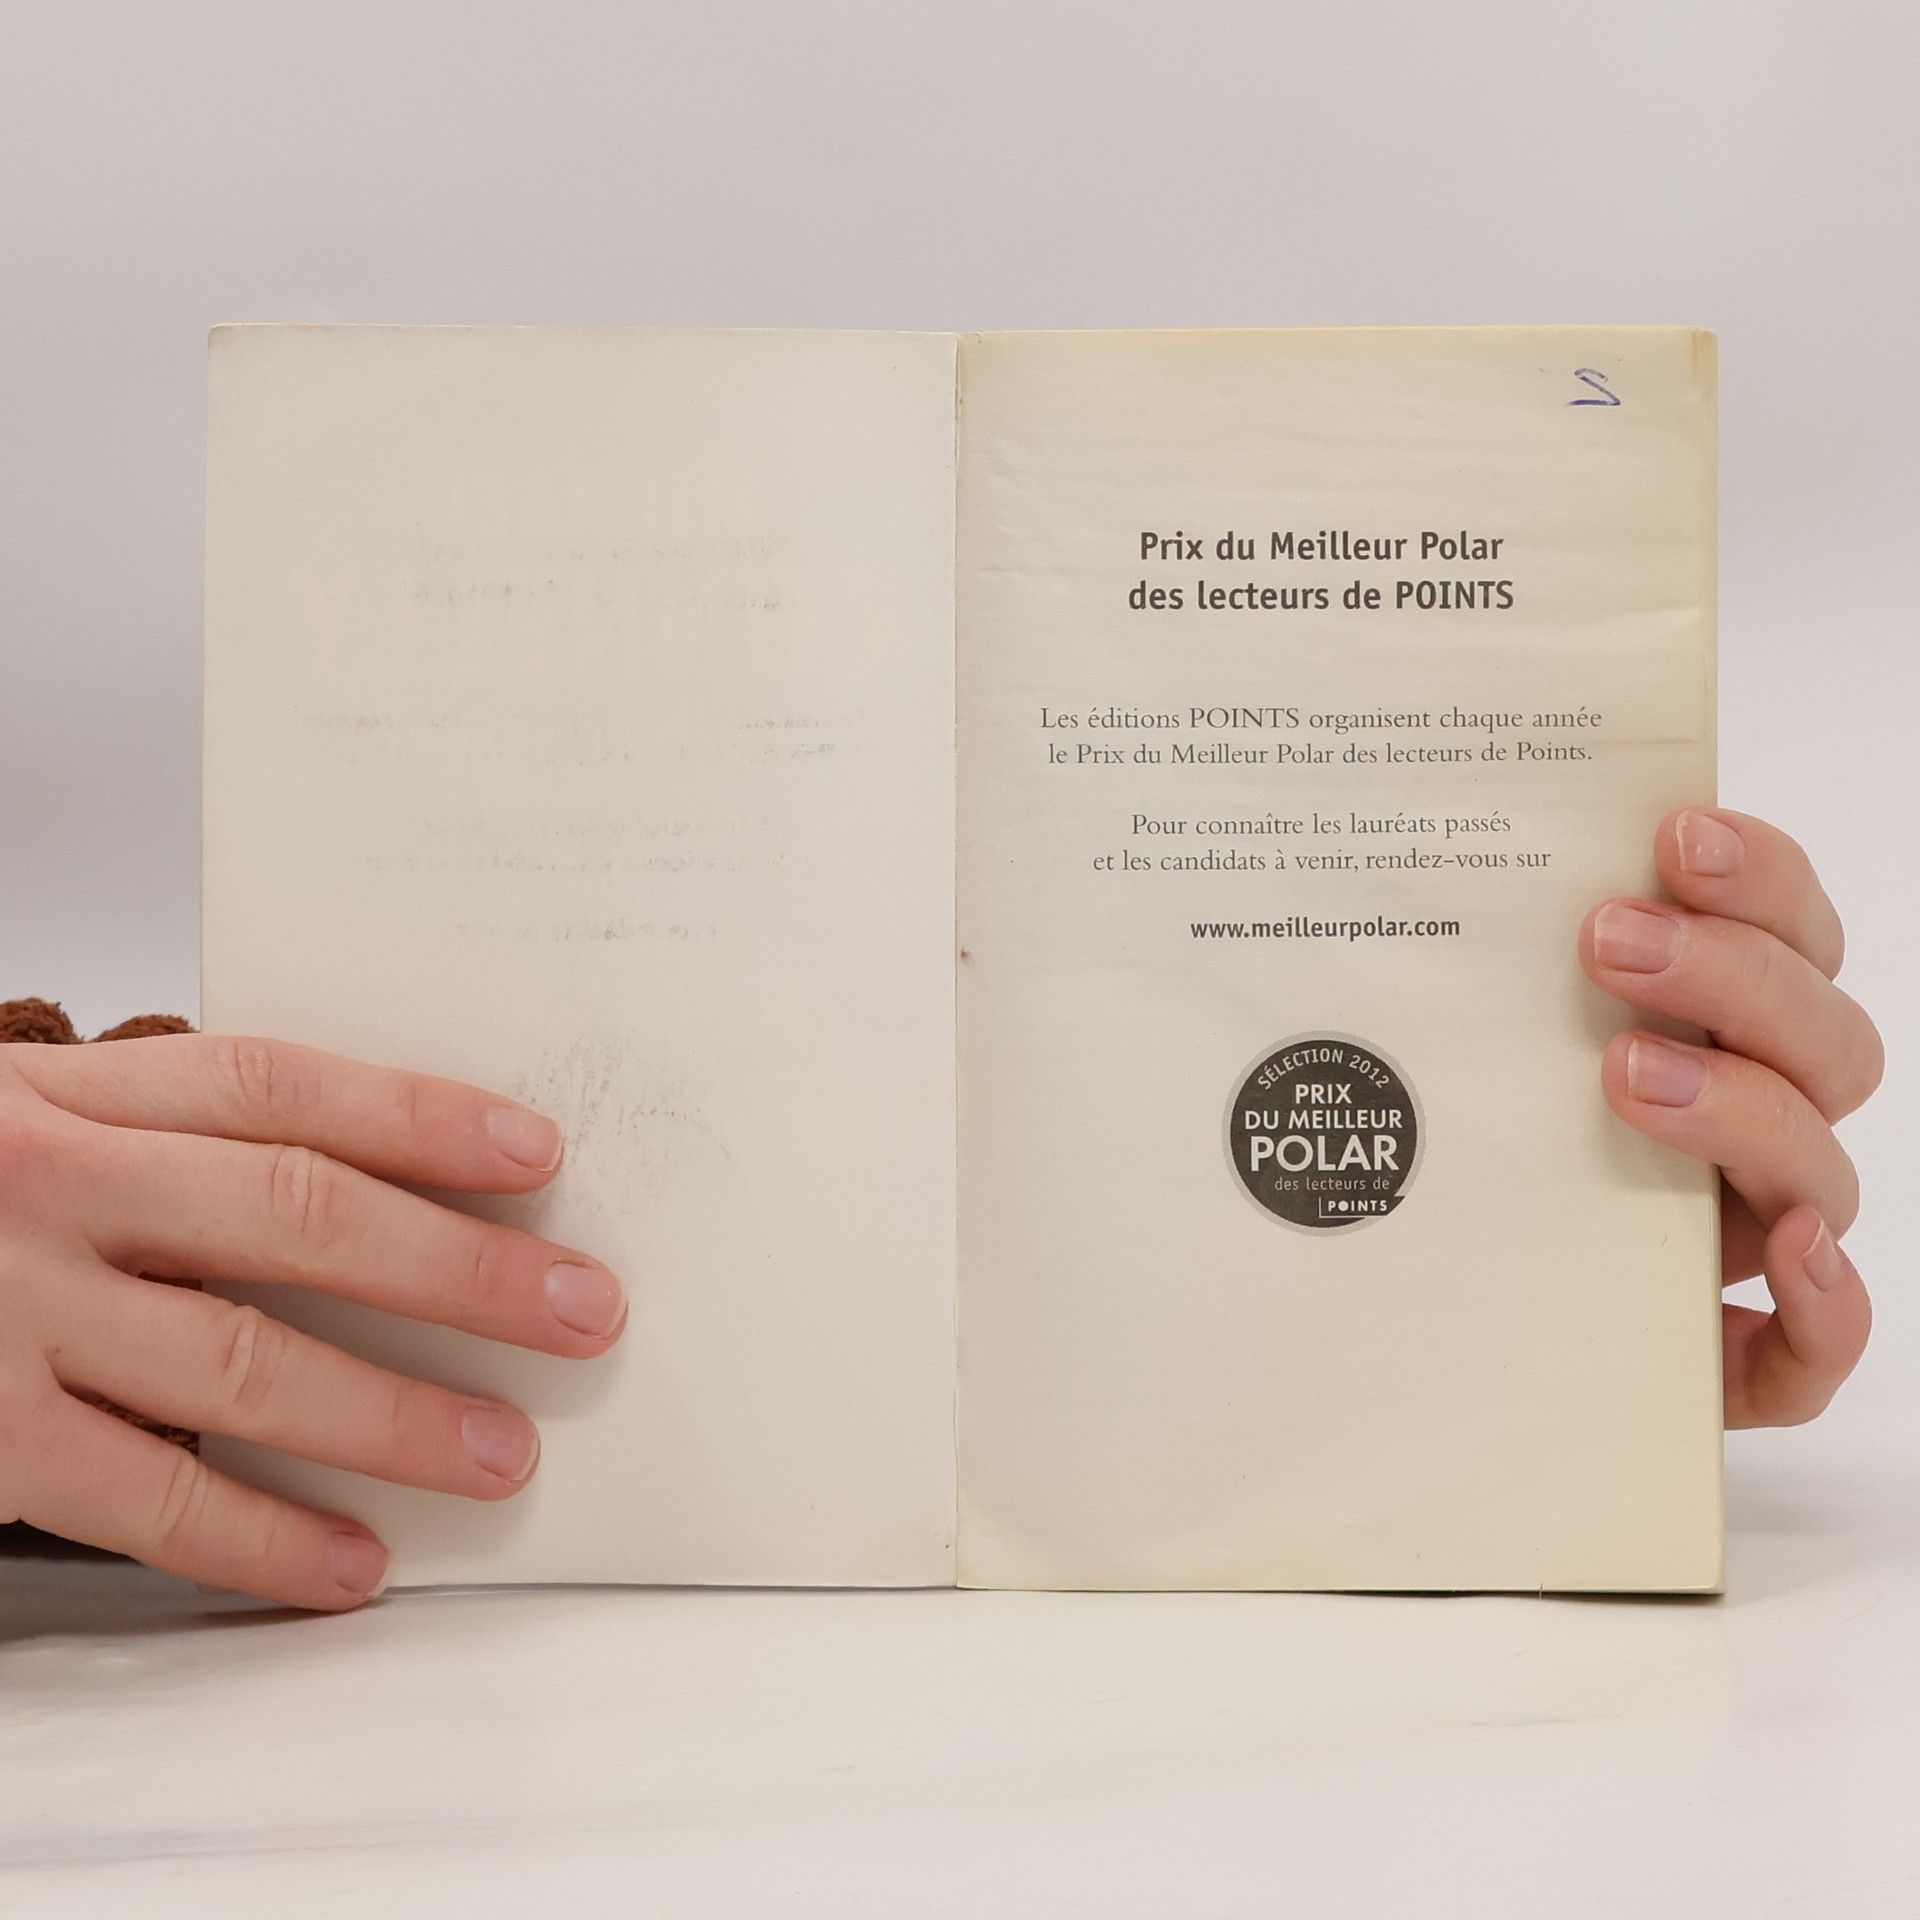 Prix du Meilleur Polar
des lecteurs de POINTS
Les éditions POINTS organisent chaque année
le Prix du Meilleur Polar des lecteurs de Points.
Pour connaître les lauréats passés
et les candidats à venir, rendez-vous sur
www.meilleurpolar.com
SÉLECTION 2012
PRIX
DU MEILLEUR
POLAR
des lecteurs de
POINTS